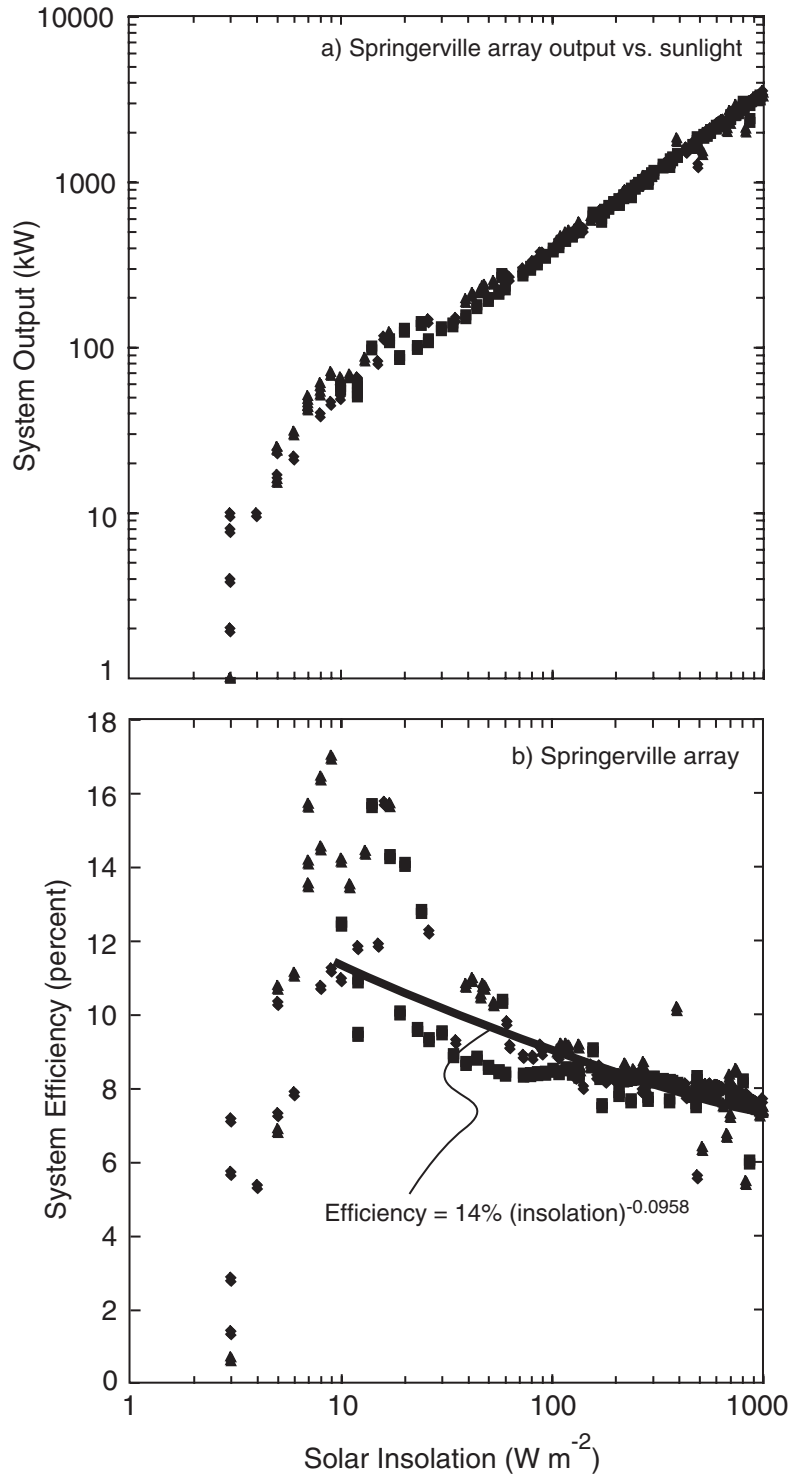 a) Springerville array output vs. sunlight
System Output (kW)
10000
1000
100
10
1
b) Springerville array
System Efficiency (percent)
18
16
14
12
10
8
6
4
2
0
Efficiency = 14% (insolation)-0.0958
1 10 100 1000
Solar Insolation (W m-2)